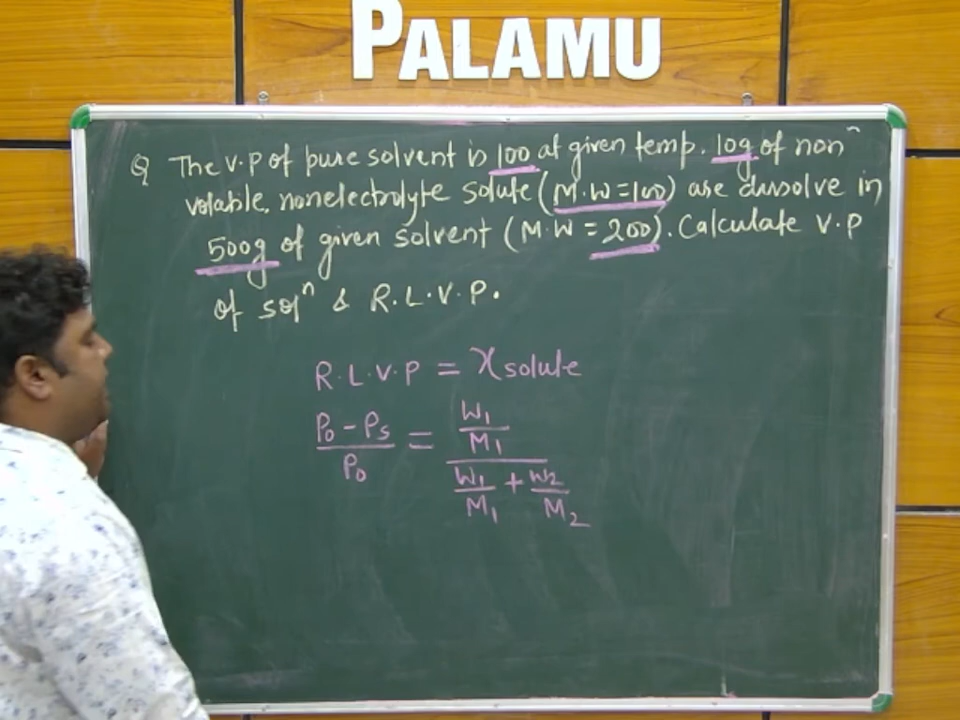 PALAMU
Q The V.P of pure solvent is 100 at given temp. 10g of non
volable, nonelectrolyte solute (M.W=100) are dissolve in
500g of given solvent (M.W = 200). Calculate V.P
of solⁿ & R.L.V.P.
R.L.V.P = X solute
P₀ - Ps / P₀ = W₁/M₁ / W₁/M₁ + W₂/M₂